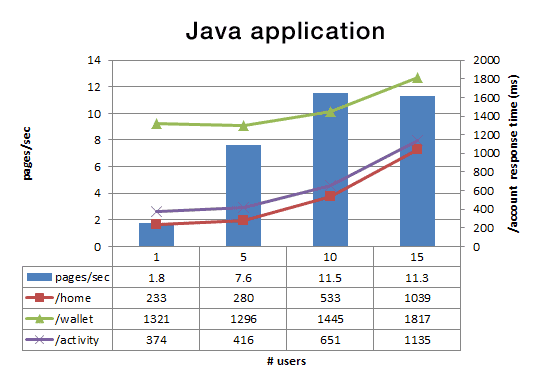 Java application
pages/sec
14
12
10
8
6
4
2
0
2000
1800
1600
1400
1200
1000
800
600
400
200
0
/account response time (ms)
1 5 10 15
pages/sec 1.8 7.6 11.5 11.3
/home 233 280 533 1039
/wallet 1321 1296 1445 1817
/activity 374 416 651 1135
# users